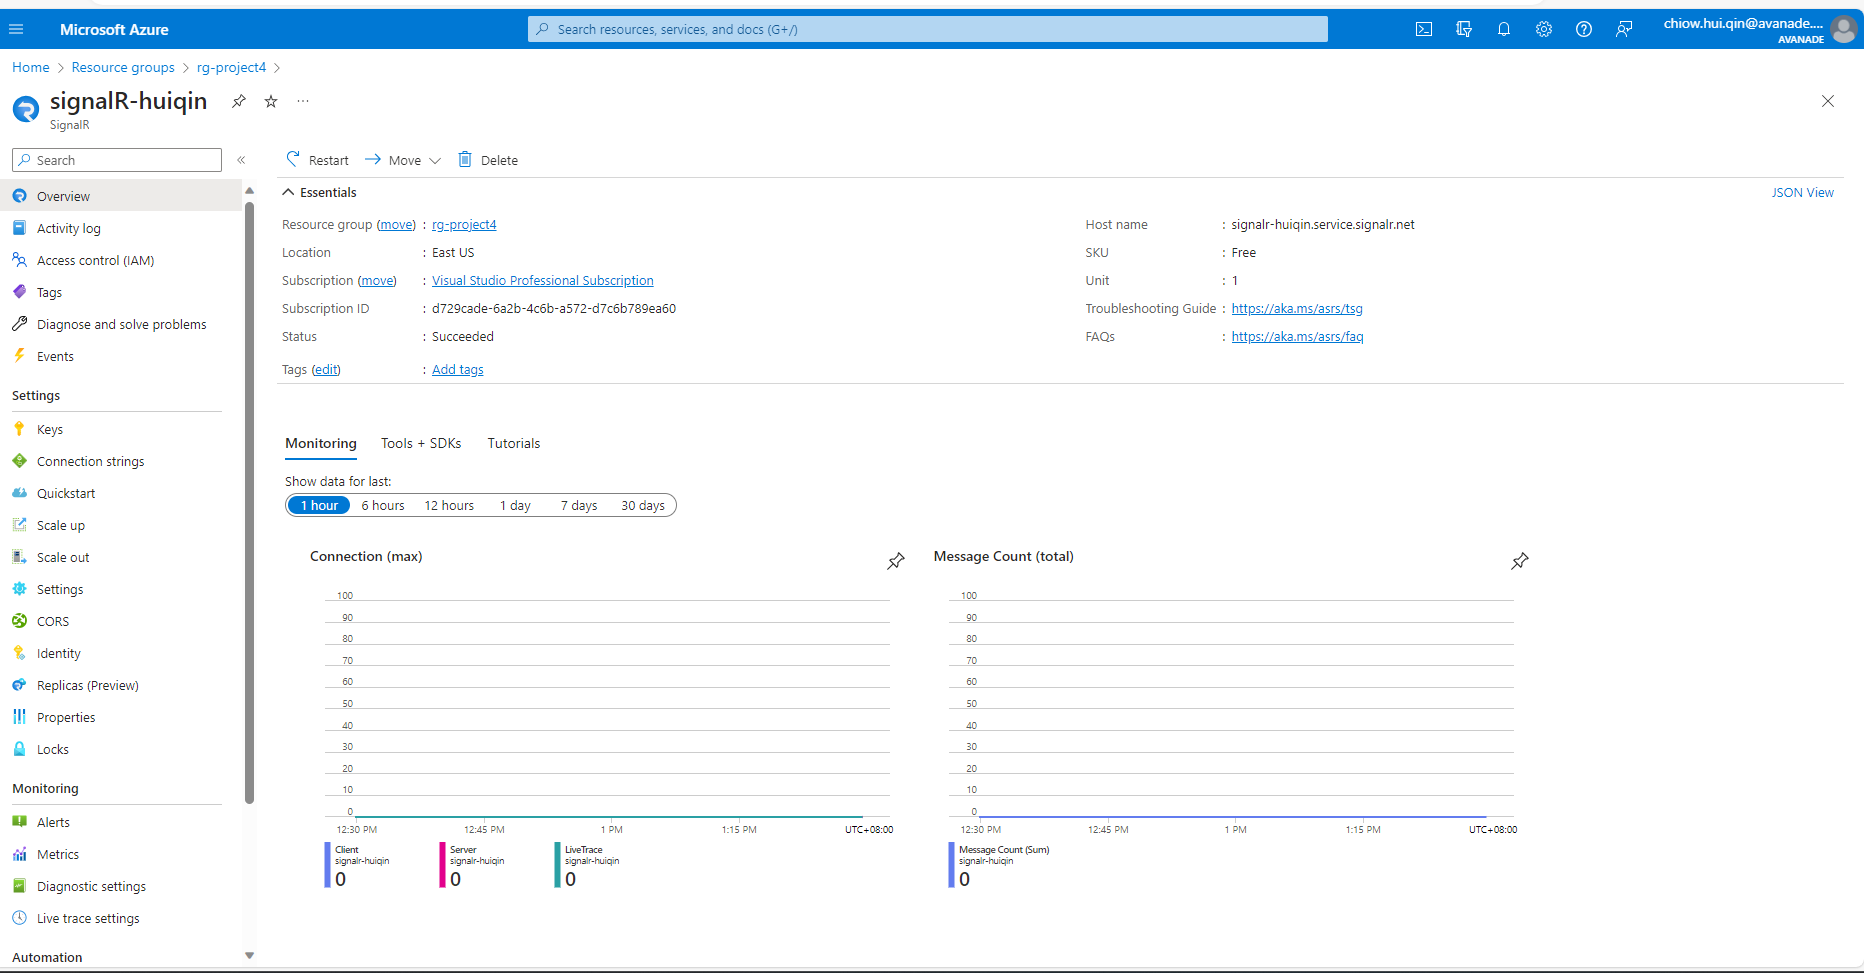 Microsoft Azure
Search resources, services, and docs (G+/)
chiow.hui.qin@avanade....
AVANADE
Home > Resource groups > rg-project4 >
signalR-huiqin
SignalR
Search
Restart
Move
Delete
Overview
Activity log
Access control (IAM)
Tags
Diagnose and solve problems
Events
Settings
Keys
Connection strings
Quickstart
Scale up
Scale out
Settings
CORS
Identity
Replicas (Preview)
Properties
Locks
Monitoring
Alerts
Metrics
Diagnostic settings
Live trace settings
Automation
Essentials
JSON View
Resource group (move) : rg-project4
Location : East US
Subscription (move) : Visual Studio Professional Subscription
Subscription ID : d729cade-6a2b-4c6b-a572-d7c6b789ea60
Status : Succeeded
Tags (edit) : Add tags
Host name : signalr-huiqin.service.signalr.net
SKU : Free
Unit : 1
Troubleshooting Guide : https://aka.ms/asrs/tsg
FAQs : https://aka.ms/asrs/faq
Monitoring Tools + SDKs Tutorials
Show data for last:
1 hour 6 hours 12 hours 1 day 7 days 30 days
Connection (max)
100
90
80
70
60
50
40
30
20
10
0
12:30 PM 12:45 PM 1 PM 1:15 PM UTC+08:00
Client
signalr-huiqin
0
Server
signalr-huiqin
0
LiveTrace
signalr-huiqin
0
Message Count (total)
100
90
80
70
60
50
40
30
20
10
0
12:30 PM 12:45 PM 1 PM 1:15 PM UTC+08:00
Message Count (Sum)
signalr-huiqin
0